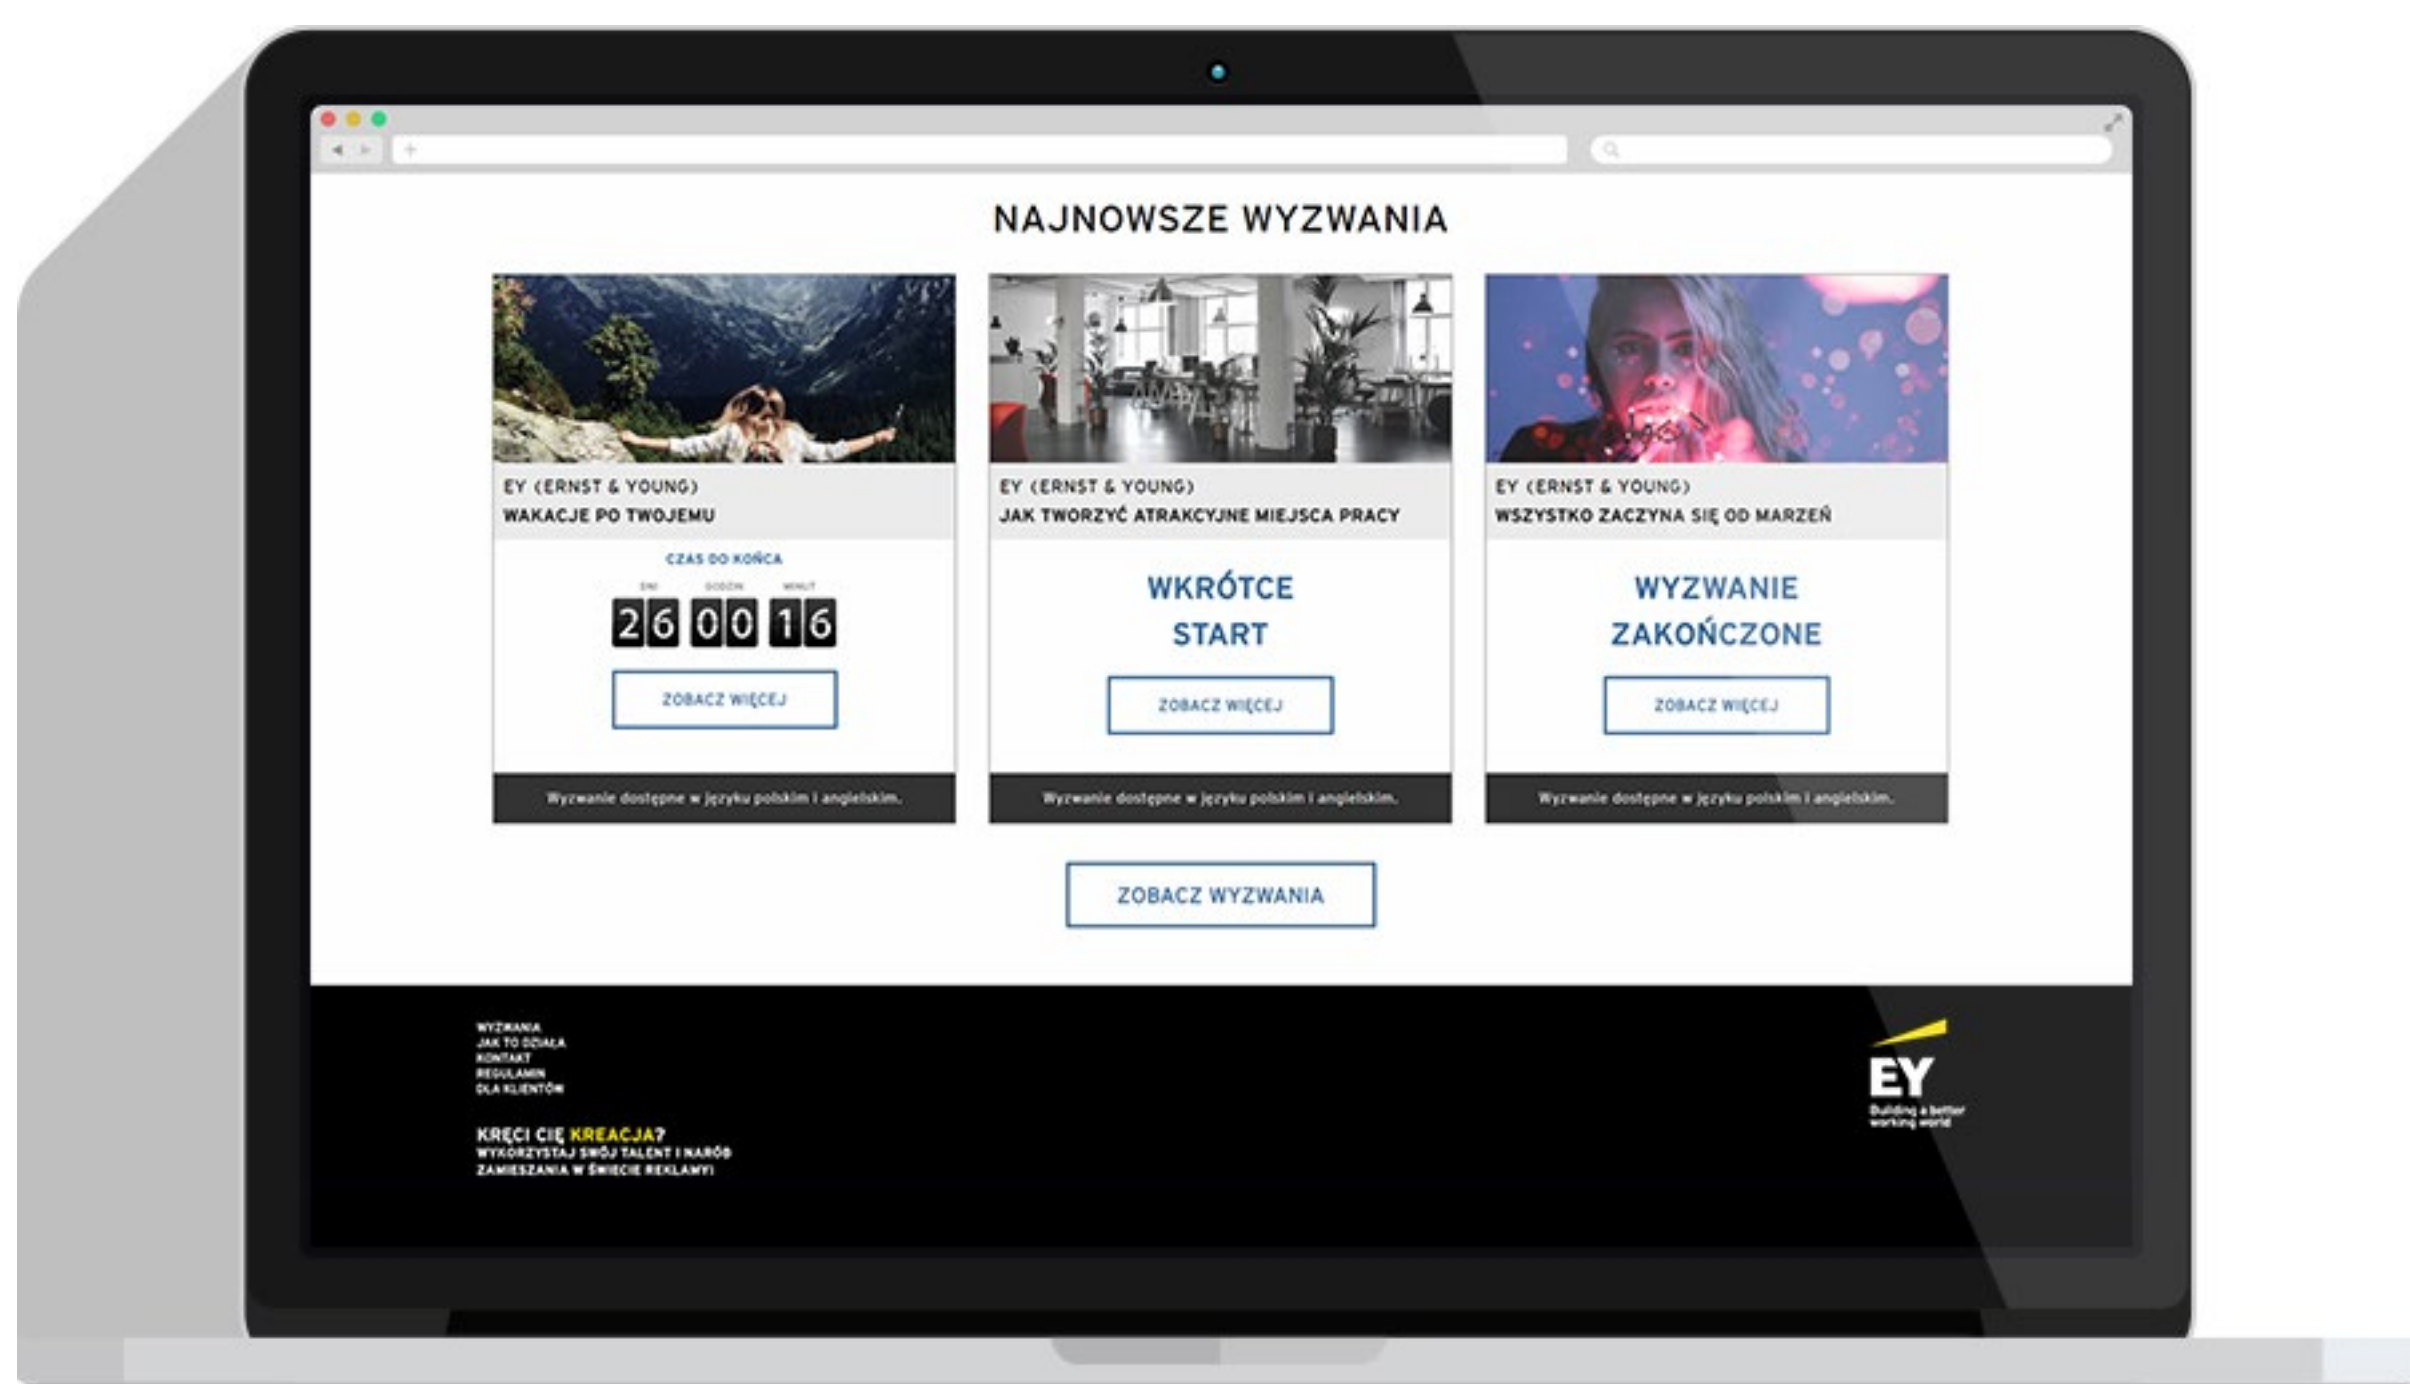 NAJNOWSZE WYZWANIA
EY (ERNST & YOUNG)
WAKACJE PO TWOJEMU
CZAS DO KOŃCA
DNI GODZIN MINUT
26 00 16
ZOBACZ WIĘCEJ
Wyzwanie dostępne w języku polskim i angielskim.
EY (ERNST & YOUNG)
JAK TWORZYĆ ATRAKCYJNE MIEJSCA PRACY
WKRÓTCE
START
ZOBACZ WIĘCEJ
Wyzwanie dostępne w języku polskim i angielskim.
EY (ERNST & YOUNG)
WSZYSTKO ZACZYNA SIĘ OD MARZEŃ
WYZWANIE
ZAKOŃCZONE
ZOBACZ WIĘCEJ
Wyzwanie dostępne w języku polskim i angielskim.
ZOBACZ WYZWANIA
WYZWANIA
JAK TO DZIAŁA
KONTAKT
REGULAMIN
DLA KLIENTÓW
KRĘCI CIĘ KREACJA?
WYKORZYSTAJ SWÓJ TALENT I NARÓB
ZAMIESZANIA W ŚWIECIE REKLAMY!
EY
Building a better
working world